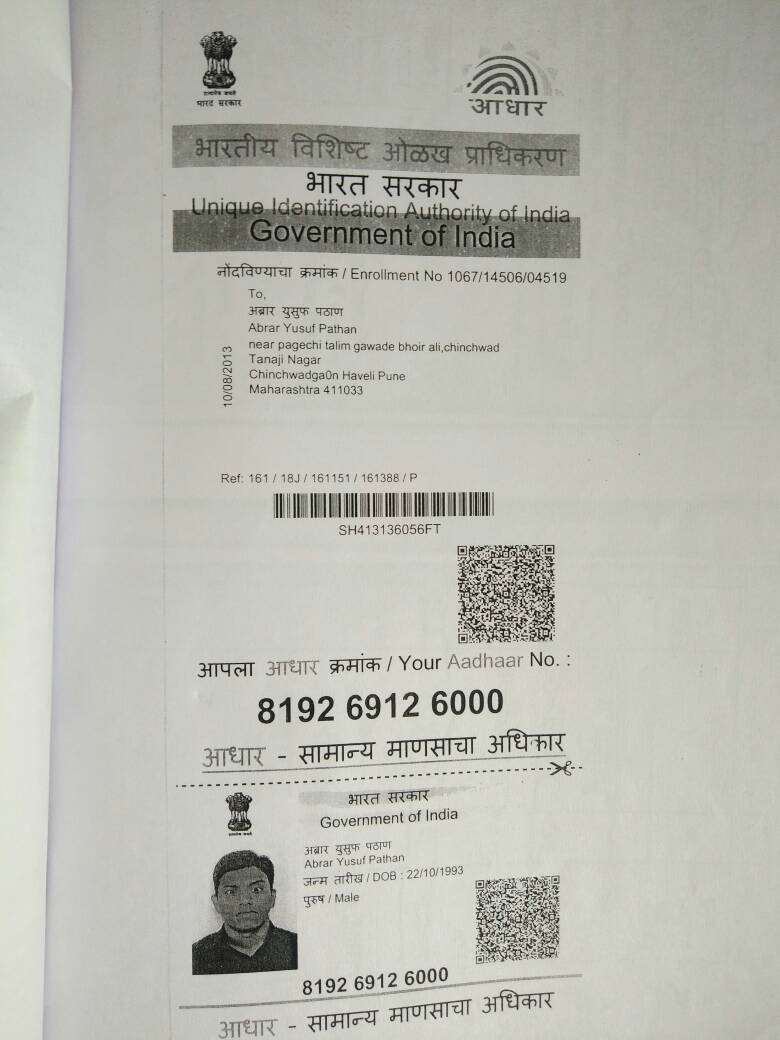 सत्यमेव जयते
भारत सरकार
आधार
भारतीय विशिष्ट ओळख प्राधिकरण
भारत सरकार
Unique Identification Authority of India
Government of India
नोंदविण्याचा क्रमांक / Enrollment No 1067/14506/04519
To,
अब्रार युसुफ पठाण
Abrar Yusuf Pathan
near pagechi talim gawade bhoir ali,chinchwad
Tanaji Nagar
Chinchwadga0n Haveli Pune
Maharashtra 411033
10/08/2013
Ref: 161 / 18J / 161151 / 161388 / P
SH413136056FT
आपला आधार क्रमांक / Your Aadhaar No. :
8192 6912 6000
आधार - सामान्य माणसाचा अधिकार
भारत सरकार
Government of India
अब्रार युसुफ पठाण
Abrar Yusuf Pathan
जन्म तारीख / DOB : 22/10/1993
पुरुष / Male
8192 6912 6000
आधार - सामान्य माणसाचा अधिकार